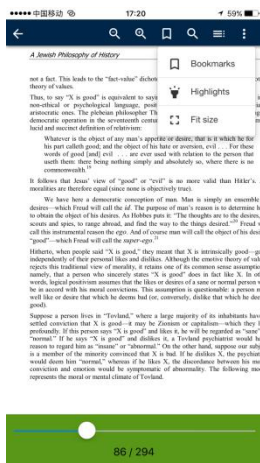 中国移动
17:20
59%
A Jewish Philosophy of History
Bookmarks
Highlights
Fit size
not a fact. This leads to the "fact-value" dichot
theory of values.
Thus, to say "X is good" is equivalent to saying
non-ethical or psychological language, posit
aristocratic ones. The plebeian philosopher Th
democratic operation in the seventeenth centur
lucid and succinct definition of relativism:
Whatever is the object of any man's appetite or desire, that is it which he for
his part calleth good; and the object of his hate or aversion, evil . . . For these
words of good [and] evil . . . are ever used with relation to the person that
useth them: there being nothing simply and absolutely so, where there is no
commonwealth.
It follows that Jesus' view of "good" or "evil" is no more valid than Hitler's.
moralities are therefore equal (since none is objectively true).
We have here a democratic conception of man. Man is simply an ensemble
desires—which Freud will call the id. The purpose of man's reason is to determine h
to obtain the object of his desires. As Hobbes puts it: "The thoughts are to the desires,
scouts and spies, to range abroad, and find the way to the things desired." Freud
call this instrumental reason the ego. And of course man will call the object of his desi
"good"—which Freud will call the super-ego.
Hitherto, when people said "X is good," they meant that X is intrinsically good—
independently of their personal likes and dislikes. Although the emotive theory of val
rejects this traditional view of morality, it retains one of its common sense assumptio
namely, that a person who sincerely states "X is good" does in fact like X. In ot
words, logical positivism assumes that the likes or desires of a sane or normal person
be in accord with his moral convictions. This assumption is questionable: a person m
well like or desire that which he deems bad (or, conversely, dislike that which he dee
good).
Suppose a person lives in "Tovland," where a large majority of its inhabitants hav
settled conviction that X is good—it may be Zionism or capitalism—which they l
profoundly. If this person says "X is good" and likes it, he will be regarded as "sane"
"normal." If he says "X is good" and dislikes it, a Tovland psychiatrist would h
reason to regard him as "insane" or "abnormal." On the other hand, suppose our subj
is a member of the minority convinced that X is bad. If he dislikes X, the psychiat
would deem him "normal," whereas if he likes X, the discordance between his mo
conviction and emotion would be symptomatic of abnormality. The following mo
represents the moral or mental climate of Tovland.
86 / 294